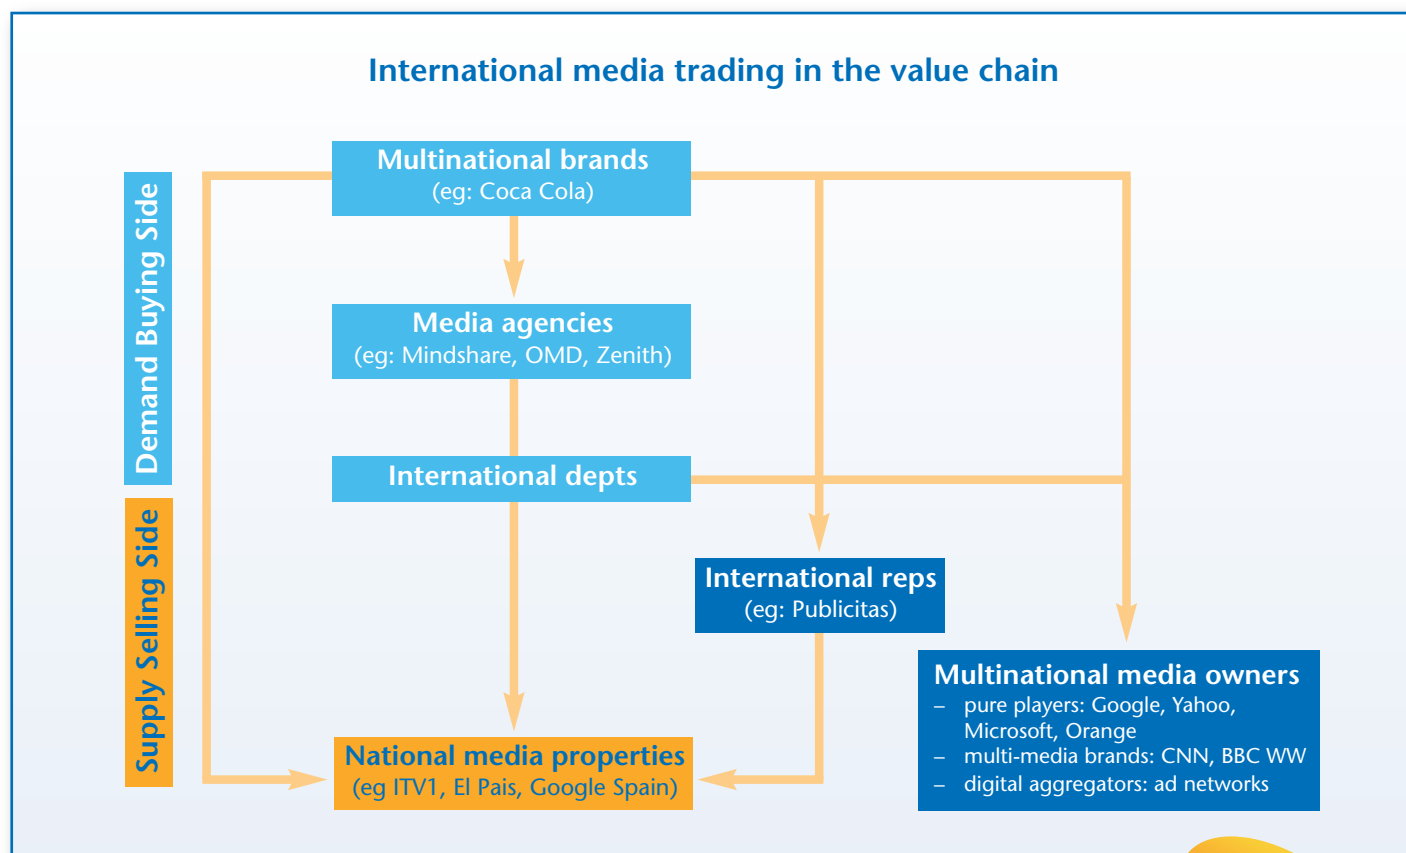 International media trading in the value chain
Demand Buying Side
Supply Selling Side
Multinational brands
(eg: Coca Cola)
Media agencies
(eg: Mindshare, OMD, Zenith)
International depts
International reps
(eg: Publicitas)
Multinational media owners
– pure players: Google, Yahoo,
Microsoft, Orange
– multi-media brands: CNN, BBC WW
– digital aggregators: ad networks
National media properties
(eg ITV1, El Pais, Google Spain)